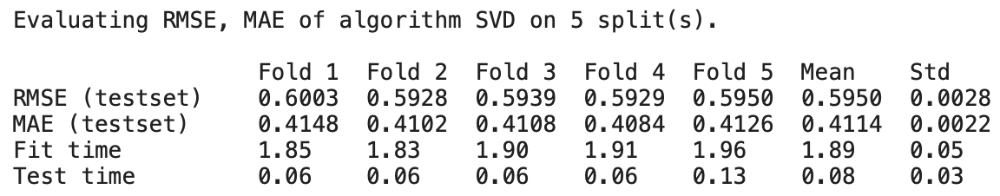 Evaluating RMSE, MAE of algorithm SVD on 5 split(s).
Fold 1 Fold 2 Fold 3 Fold 4 Fold 5 Mean Std
RMSE (testset) 0.6003 0.5928 0.5939 0.5929 0.5950 0.5950 0.0028
MAE (testset) 0.4148 0.4102 0.4108 0.4084 0.4126 0.4114 0.0022
Fit time 1.85 1.83 1.90 1.91 1.96 1.89 0.05
Test time 0.06 0.06 0.06 0.06 0.13 0.08 0.03